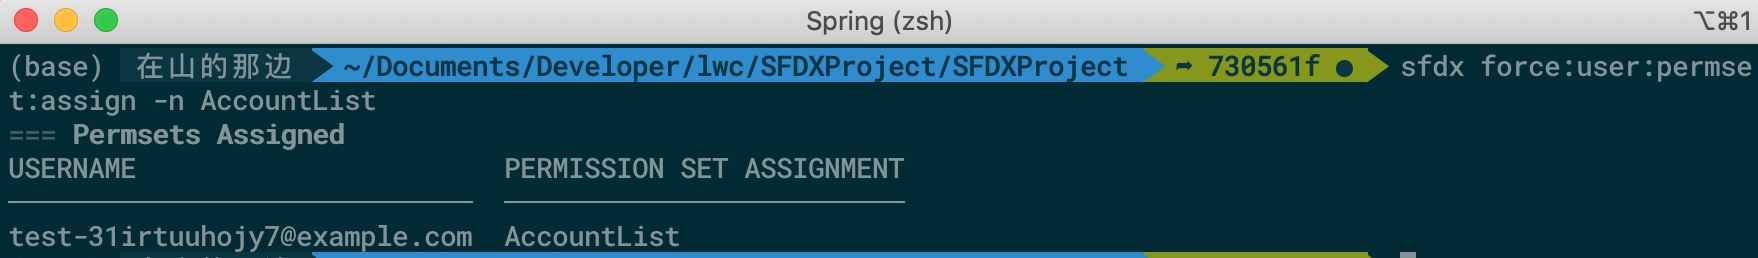 Spring (zsh)
⌥⌘1
(base) 在山的那边 ~/Documents/Developer/lwc/SFDXProject/SFDXProject ➦ 730561f ● sfdx force:user:permse
t:assign -n AccountList
=== Permsets Assigned
USERNAME PERMISSION SET ASSIGNMENT
test-31irtuuhojy7@example.com AccountList